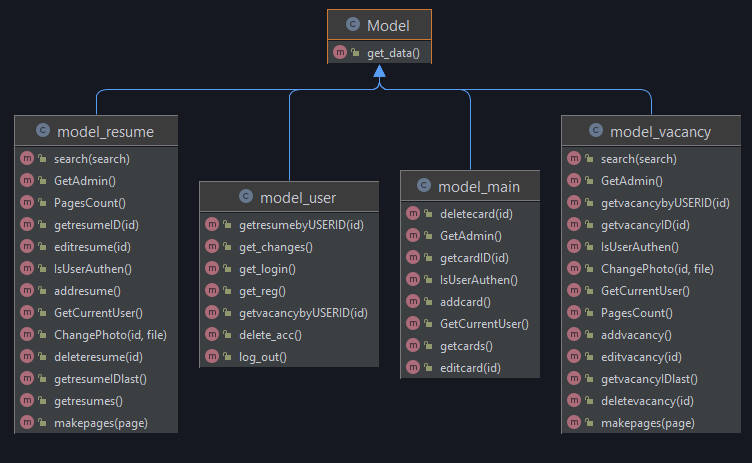 Model
get_data()
model_resume
search(search)
GetAdmin()
PagesCount()
getresumeID(id)
editresume(id)
IsUserAuthen()
addresume()
GetCurrentUser()
ChangePhoto(id, file)
deleteresume(id)
getresumeIDlast()
getresumes()
makepages(page)
model_user
getresumebyUSERID(id)
get_changes()
get_login()
get_reg()
getvacancybyUSERID(id)
delete_acc()
log_out()
model_main
deletecard(id)
GetAdmin()
getcardID(id)
IsUserAuthen()
addcard()
GetCurrentUser()
getcards()
editcard(id)
model_vacancy
search(search)
GetAdmin()
getvacancybyUSERID(id)
getvacancyID(id)
IsUserAuthen()
ChangePhoto(id, file)
GetCurrentUser()
PagesCount()
addvacancy()
editvacancy(id)
getvacancyIDlast()
deletevacancy(id)
makepages(page)